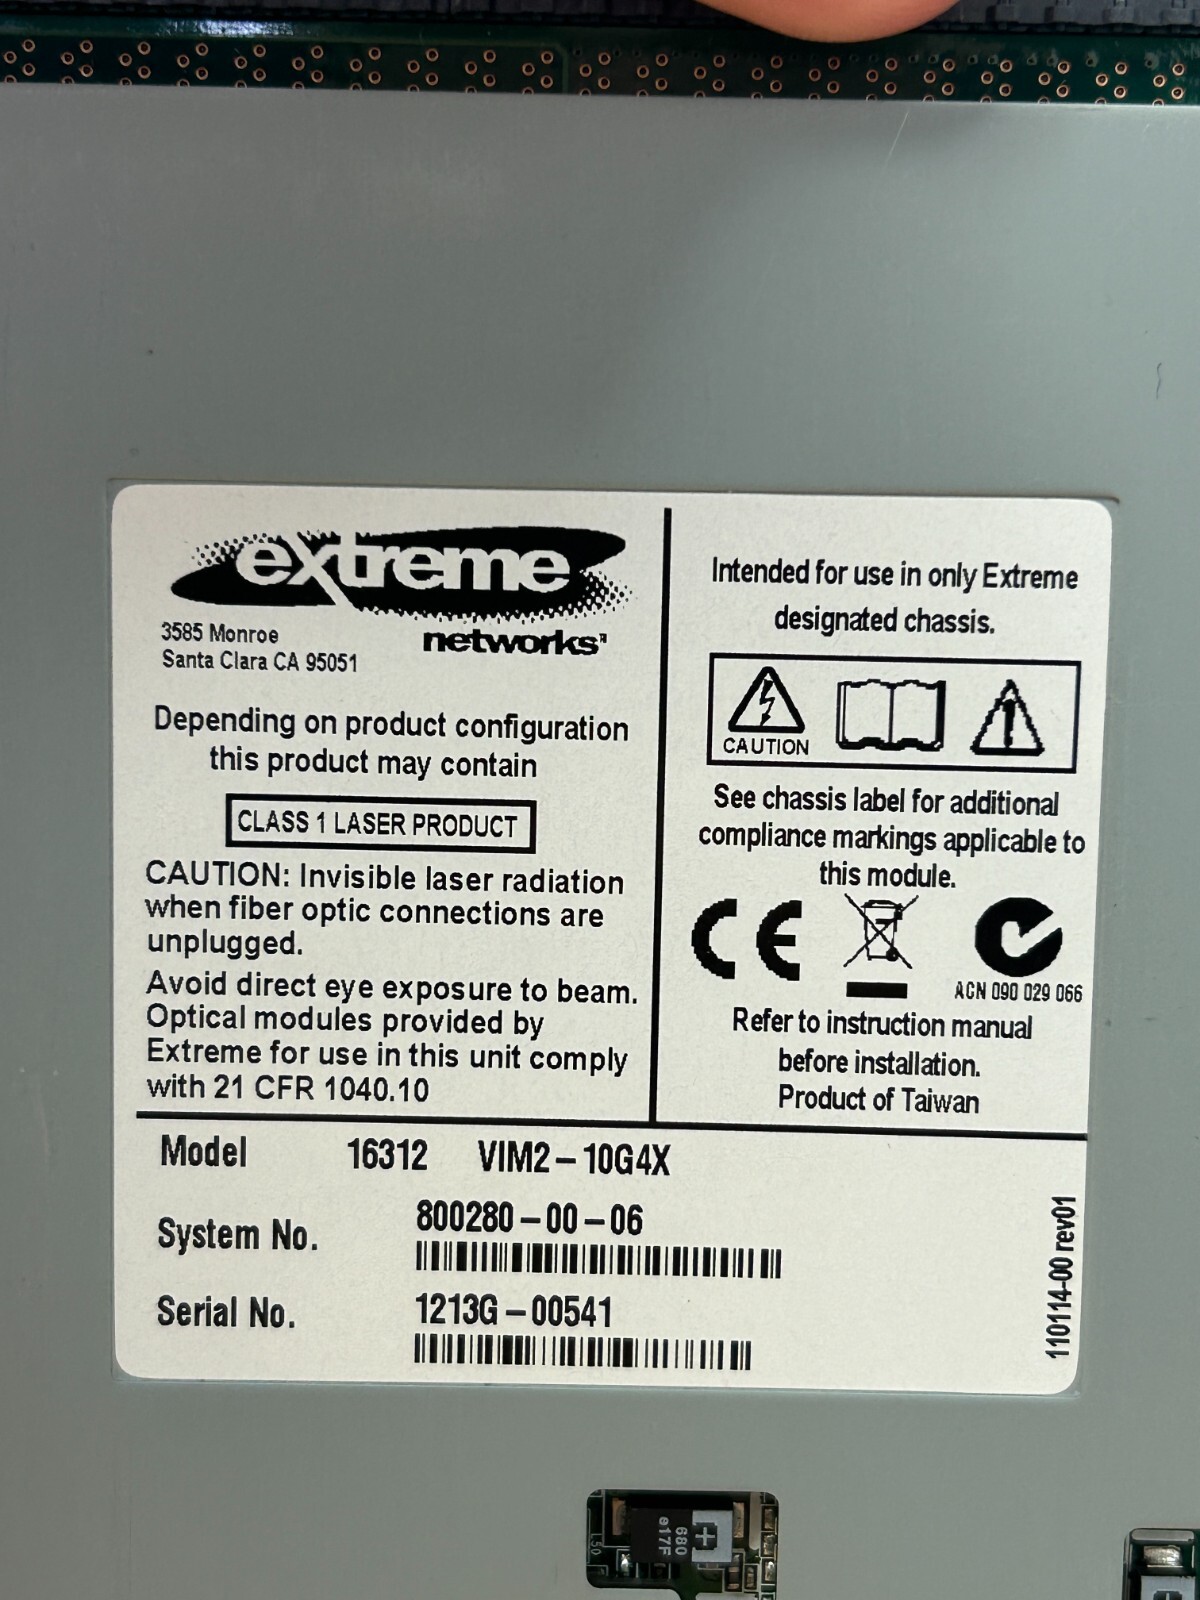 extreme
networks
3585 Monroe
Santa Clara CA 95051
Depending on product configuration
this product may contain
CLASS 1 LASER PRODUCT
CAUTION: Invisible laser radiation
when fiber optic connections are
unplugged.
Avoid direct eye exposure to beam.
Optical modules provided by
Extreme for use in this unit comply
with 21 CFR 1040.10
Intended for use in only Extreme
designated chassis.
CAUTION
See chassis label for additional
compliance markings applicable to
this module.
CE
ACN 090 029 066
Refer to instruction manual
before installation.
Product of Taiwan
Model 16312 VIM2-10G4X
System No. 800280-00-06
Serial No. 1213G-00541
110114-00 rev01
680
e17F
L50